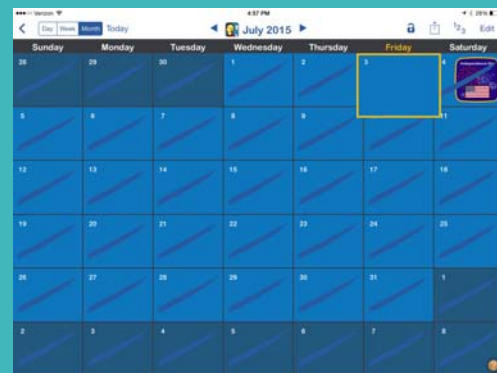 Verizon 4:57 PM 28%
Day Week Month Today July 2015 Edit
Sunday Monday Tuesday Wednesday Thursday Friday Saturday
28 29 30 1 2 3 4
Independence Day
5 6 7 8 9 11
12 13 14 15 16 17 18
19 20 21 22 23 24 25
26 27 28 29 30 31 1
2 3 4 5 6 7 8